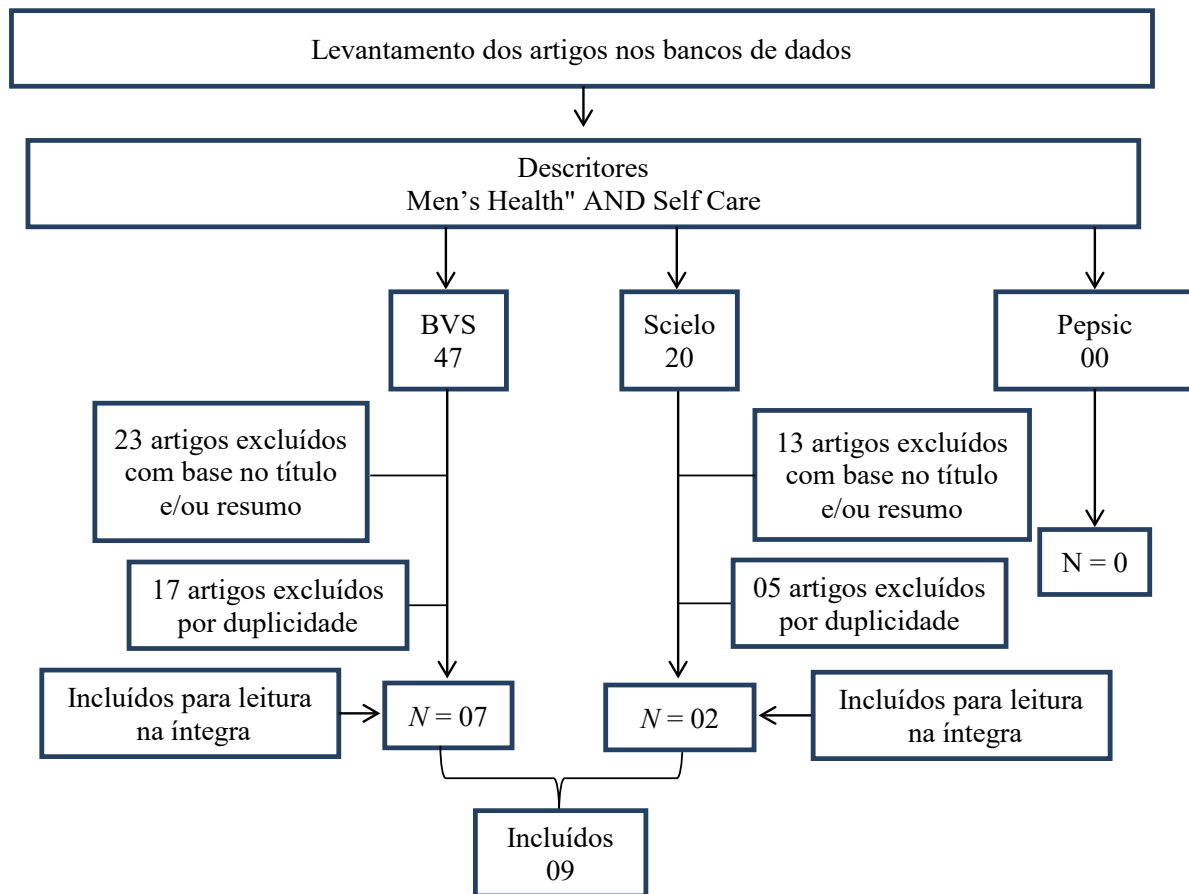 Levantamento dos artigos nos bancos de dados
Descritores
Men’s Health" AND Self Care
BVS
47
Scielo
20
Pepsic
00
23 artigos excluídos
com base no título
e/ou resumo
13 artigos excluídos
com base no título
e/ou resumo
N = 0
17 artigos excluídos
por duplicidade
05 artigos excluídos
por duplicidade
Incluídos para leitura
na íntegra
N = 07
N = 02
Incluídos para leitura
na íntegra
Incluídos
09